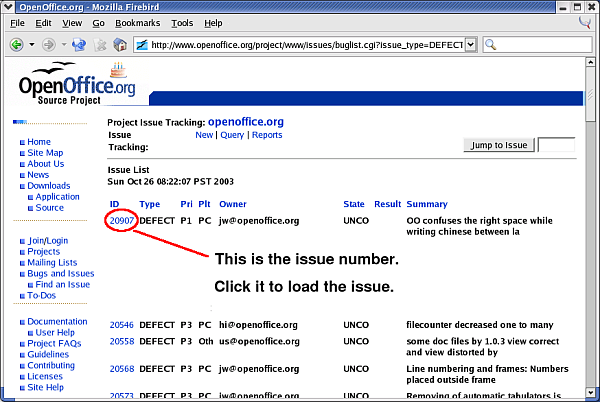 OpenOffice.org - Mozilla Firebird
File Edit View Go Bookmarks Tools Help
http://www.openoffice.org/project/www/issues/buglist.cgi?issue_type=DEFECT
OpenOffice.org
Source Project
Home
Site Map
About Us
News
Downloads
Application
Source
Join/Login
Projects
Mailing Lists
Bugs and Issues
Find an Issue
To-Dos
Documentation
User Help
Project FAQs
Guidelines
Contributing
Licenses
Site Help
Project Issue Tracking: openoffice.org
Issue New | Query | Reports
Tracking:
Jump to Issue
Issue List
Sun Oct 26 08:22:07 PST 2003
ID Type Pri Plt Owner State Result Summary
20907 DEFECT P1 PC jw@openoffice.org UNCO OO confuses the right space while
writing chinese between la
This is the issue number.
Click it to load the issue.
20546 DEFECT P3 PC hi@openoffice.org UNCO filecounter decreased one to many
20558 DEFECT P3 Oth us@openoffice.org UNCO some doc files by 1.0.3 view correct
and view distorted by
20568 DEFECT P3 PC jw@openoffice.org UNCO Line numbering and frames: Numbers
placed outside frame
20573 DEFECT P3 PC jw@openoffice.org UNCO Removing of automatic tabulators is